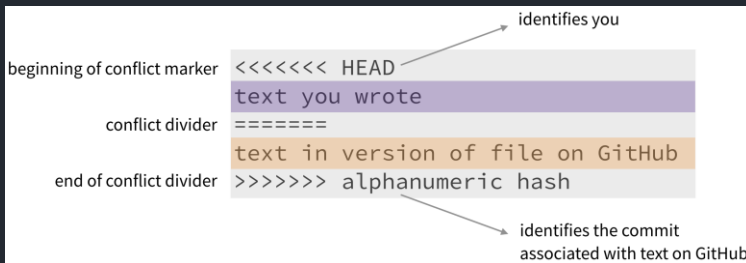 identifies you
beginning of conflict marker <<<<<<< HEAD
text you wrote
conflict divider =======
text in version of file on GitHub
end of conflict divider >>>>>>> alphanumeric hash
identifies the commit
associated with text on GitHub